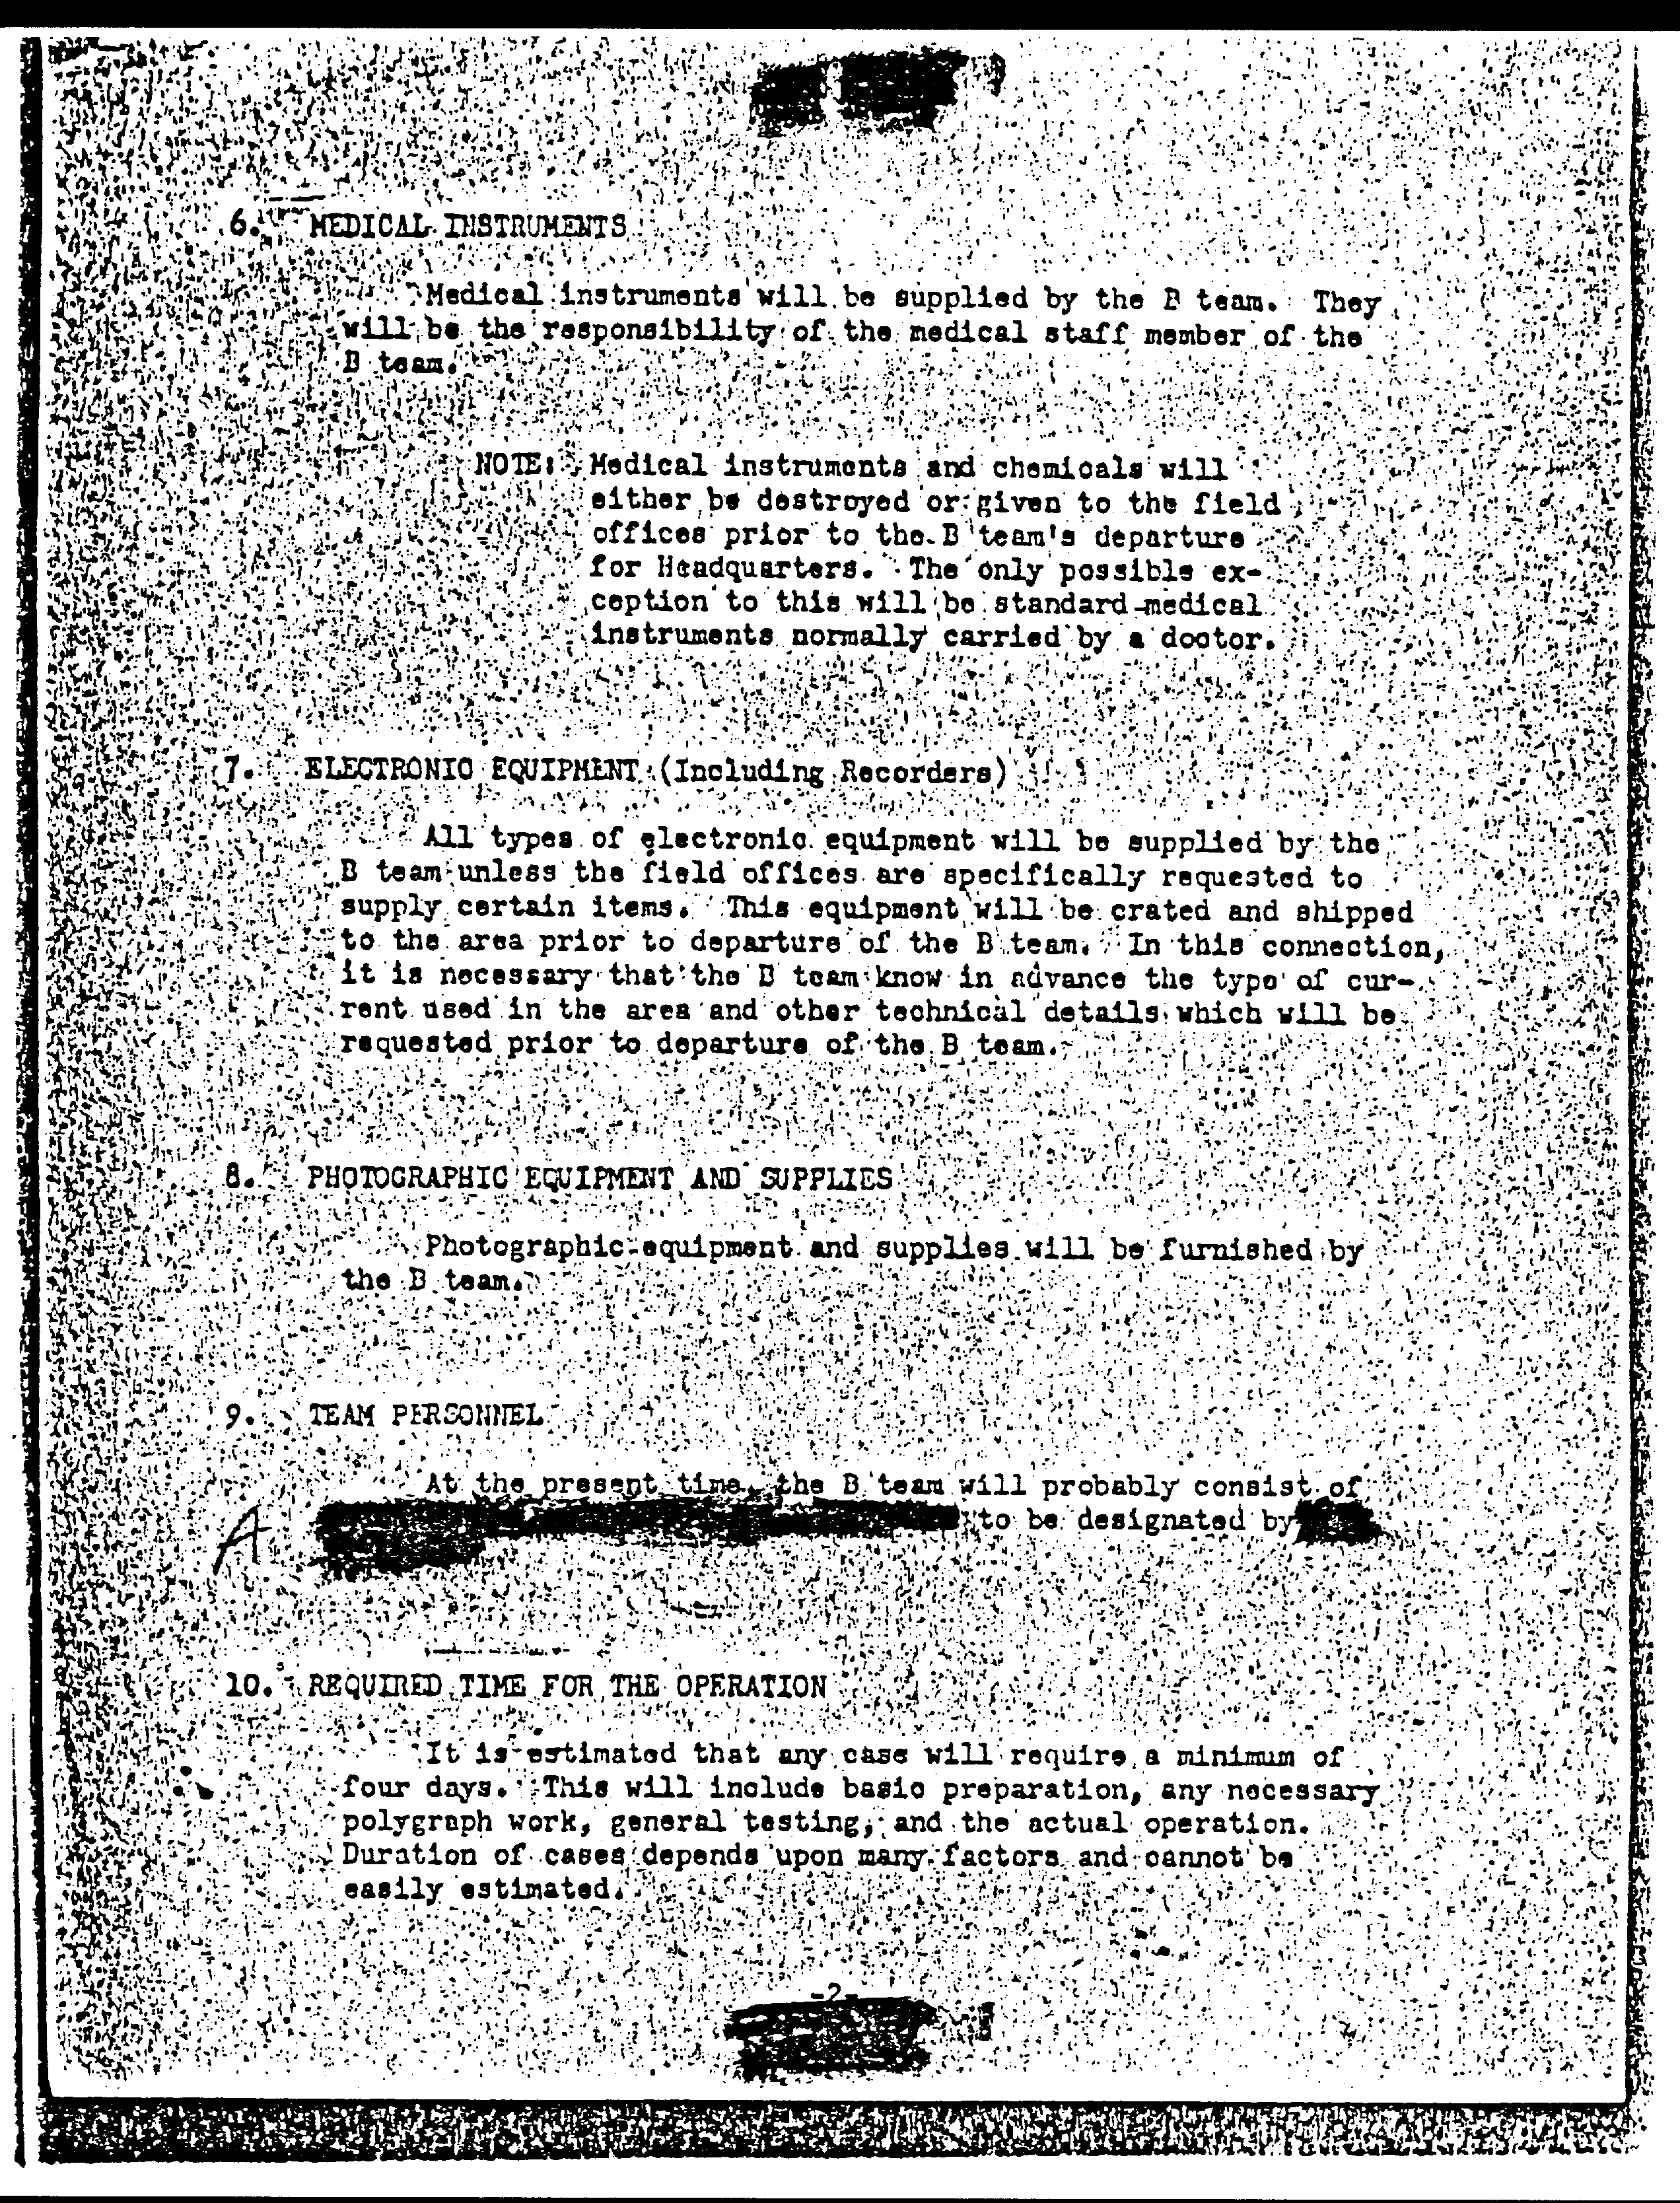 6. MEDICAL INSTRUMENTS
Medical instruments will be supplied by the B team. They
will be the responsibility of the medical staff member of the
B team.
NOTE: Medical instruments and chemicals will
either be destroyed or given to the field
offices prior to the B team's departure
for Headquarters. The only possible ex-
ception to this will be standard medical
instruments normally carried by a doctor.
7. ELECTRONIC EQUIPMENT (Including Recorders)
All types of electronic equipment will be supplied by the
B team unless the field offices are specifically requested to
supply certain items. This equipment will be crated and shipped
to the area prior to departure of the B team. In this connection,
it is necessary that the B team know in advance the type of cur-
rent used in the area and other technical details which will be
requested prior to departure of the B team.
8. PHOTOGRAPHIC EQUIPMENT AND SUPPLIES
Photographic equipment and supplies will be furnished by
the B team.
9. TEAM PERSONNEL
At the present time, the B team will probably consist of
A to be designated by
10. REQUIRED TIME FOR THE OPERATION
It is estimated that any case will require a minimum of
four days. This will include basic preparation, any necessary
polygraph work, general testing, and the actual operation.
Duration of cases depends upon many factors and cannot be
easily estimated.
-2-